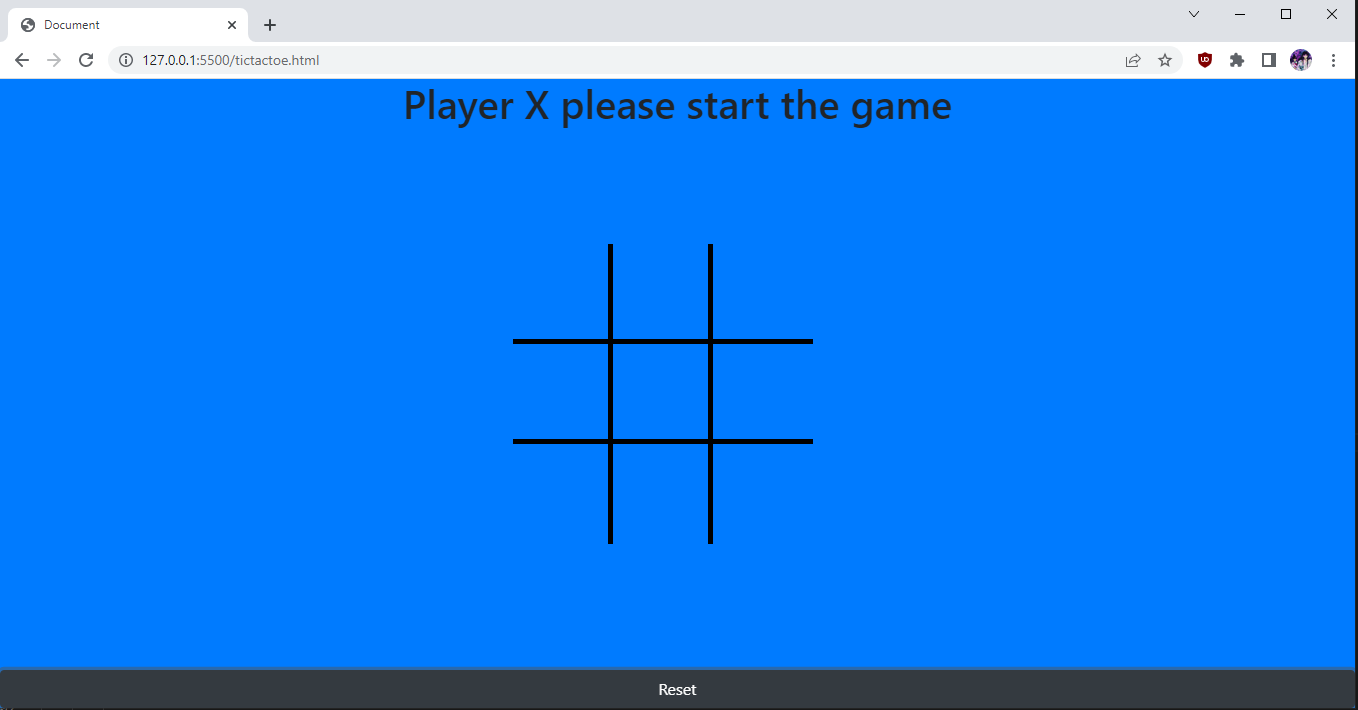 Document
127.0.0.1:5500/tictactoe.html
Player X please start the game
Reset